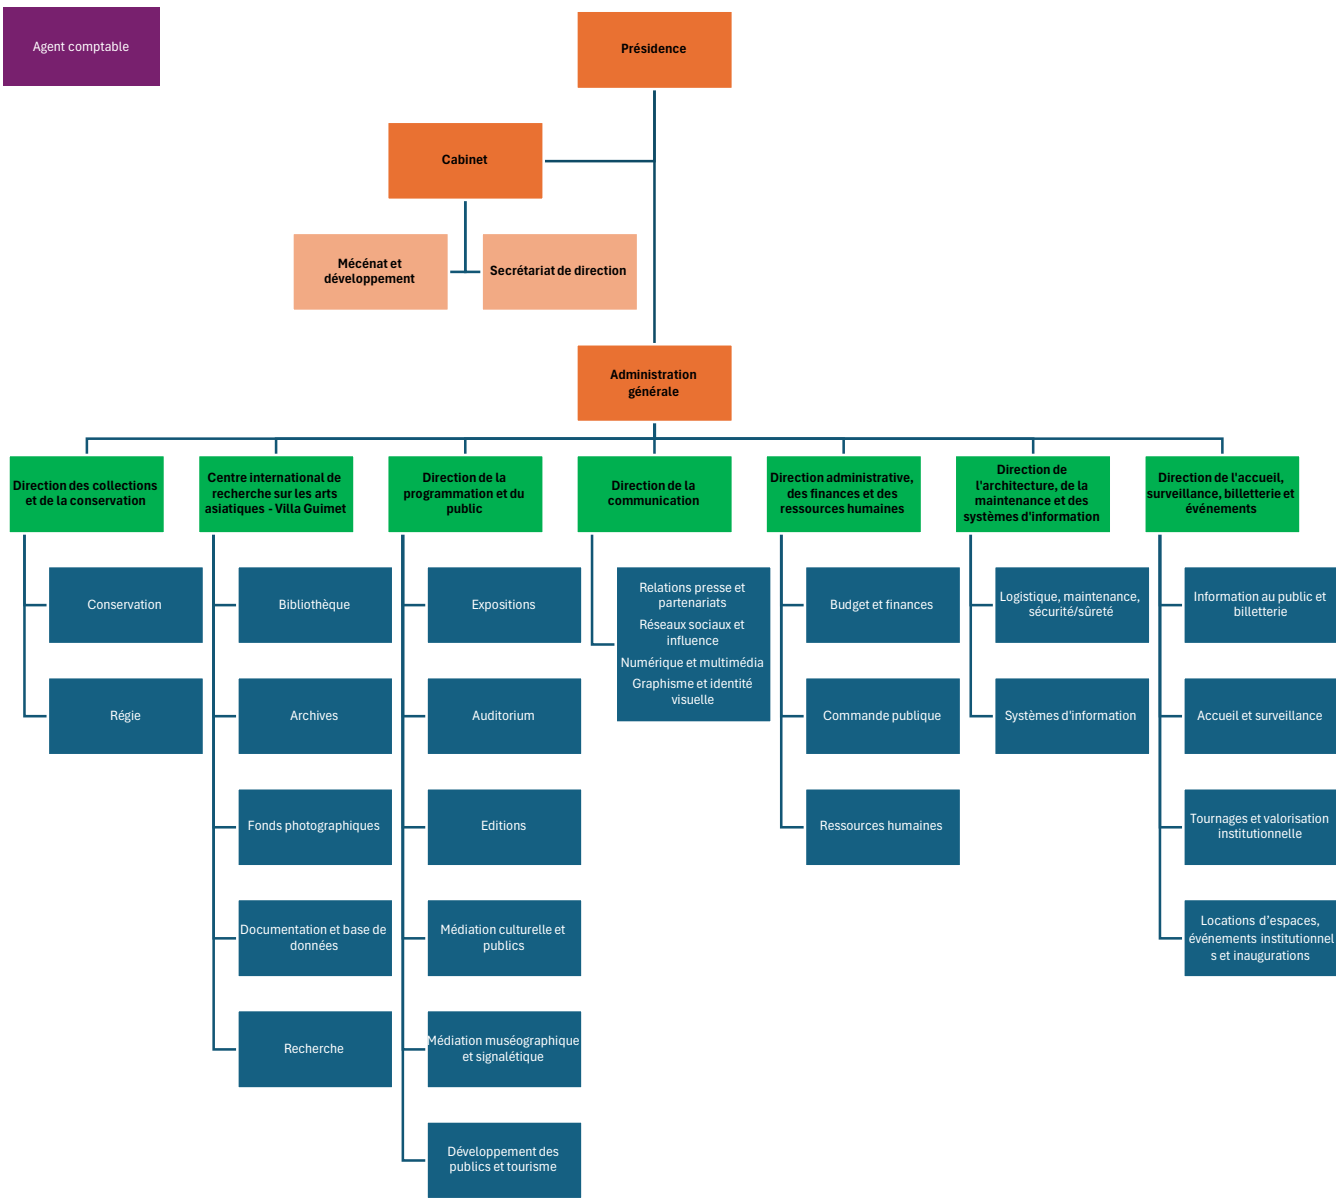 Agent comptable
Présidence
Cabinet
Mécénat et
développement
Secrétariat de direction
Administration
générale
Direction des collections
et de la conservation
Conservation
Régie
Centre international de
recherche sur les arts
asiatiques - Villa Guimet
Bibliothèque
Archives
Fonds photographiques
Documentation et base de
données
Recherche
Direction de la
programmation et du
public
Expositions
Auditorium
Editions
Médiation culturelle et
publics
Médiation muséographique
et signalétique
Développement des
publics et tourisme
Direction de la
communication
Relations presse et
partenariats
Réseaux sociaux et
influence
Numérique et multimédia
Graphisme et identité
visuelle
Direction administrative,
des finances et des
ressources humaines
Budget et finances
Commande publique
Ressources humaines
Direction de
l'architecture, de la
maintenance et des
systèmes d'information
Logistique, maintenance,
sécurité/sûreté
Systèmes d'information
Direction de l'accueil,
surveillance, billetterie et
événements
Information au public et
billetterie
Accueil et surveillance
Tournages et valorisation
institutionnelle
Locations d’espaces,
événements institutionnel
s et inaugurations